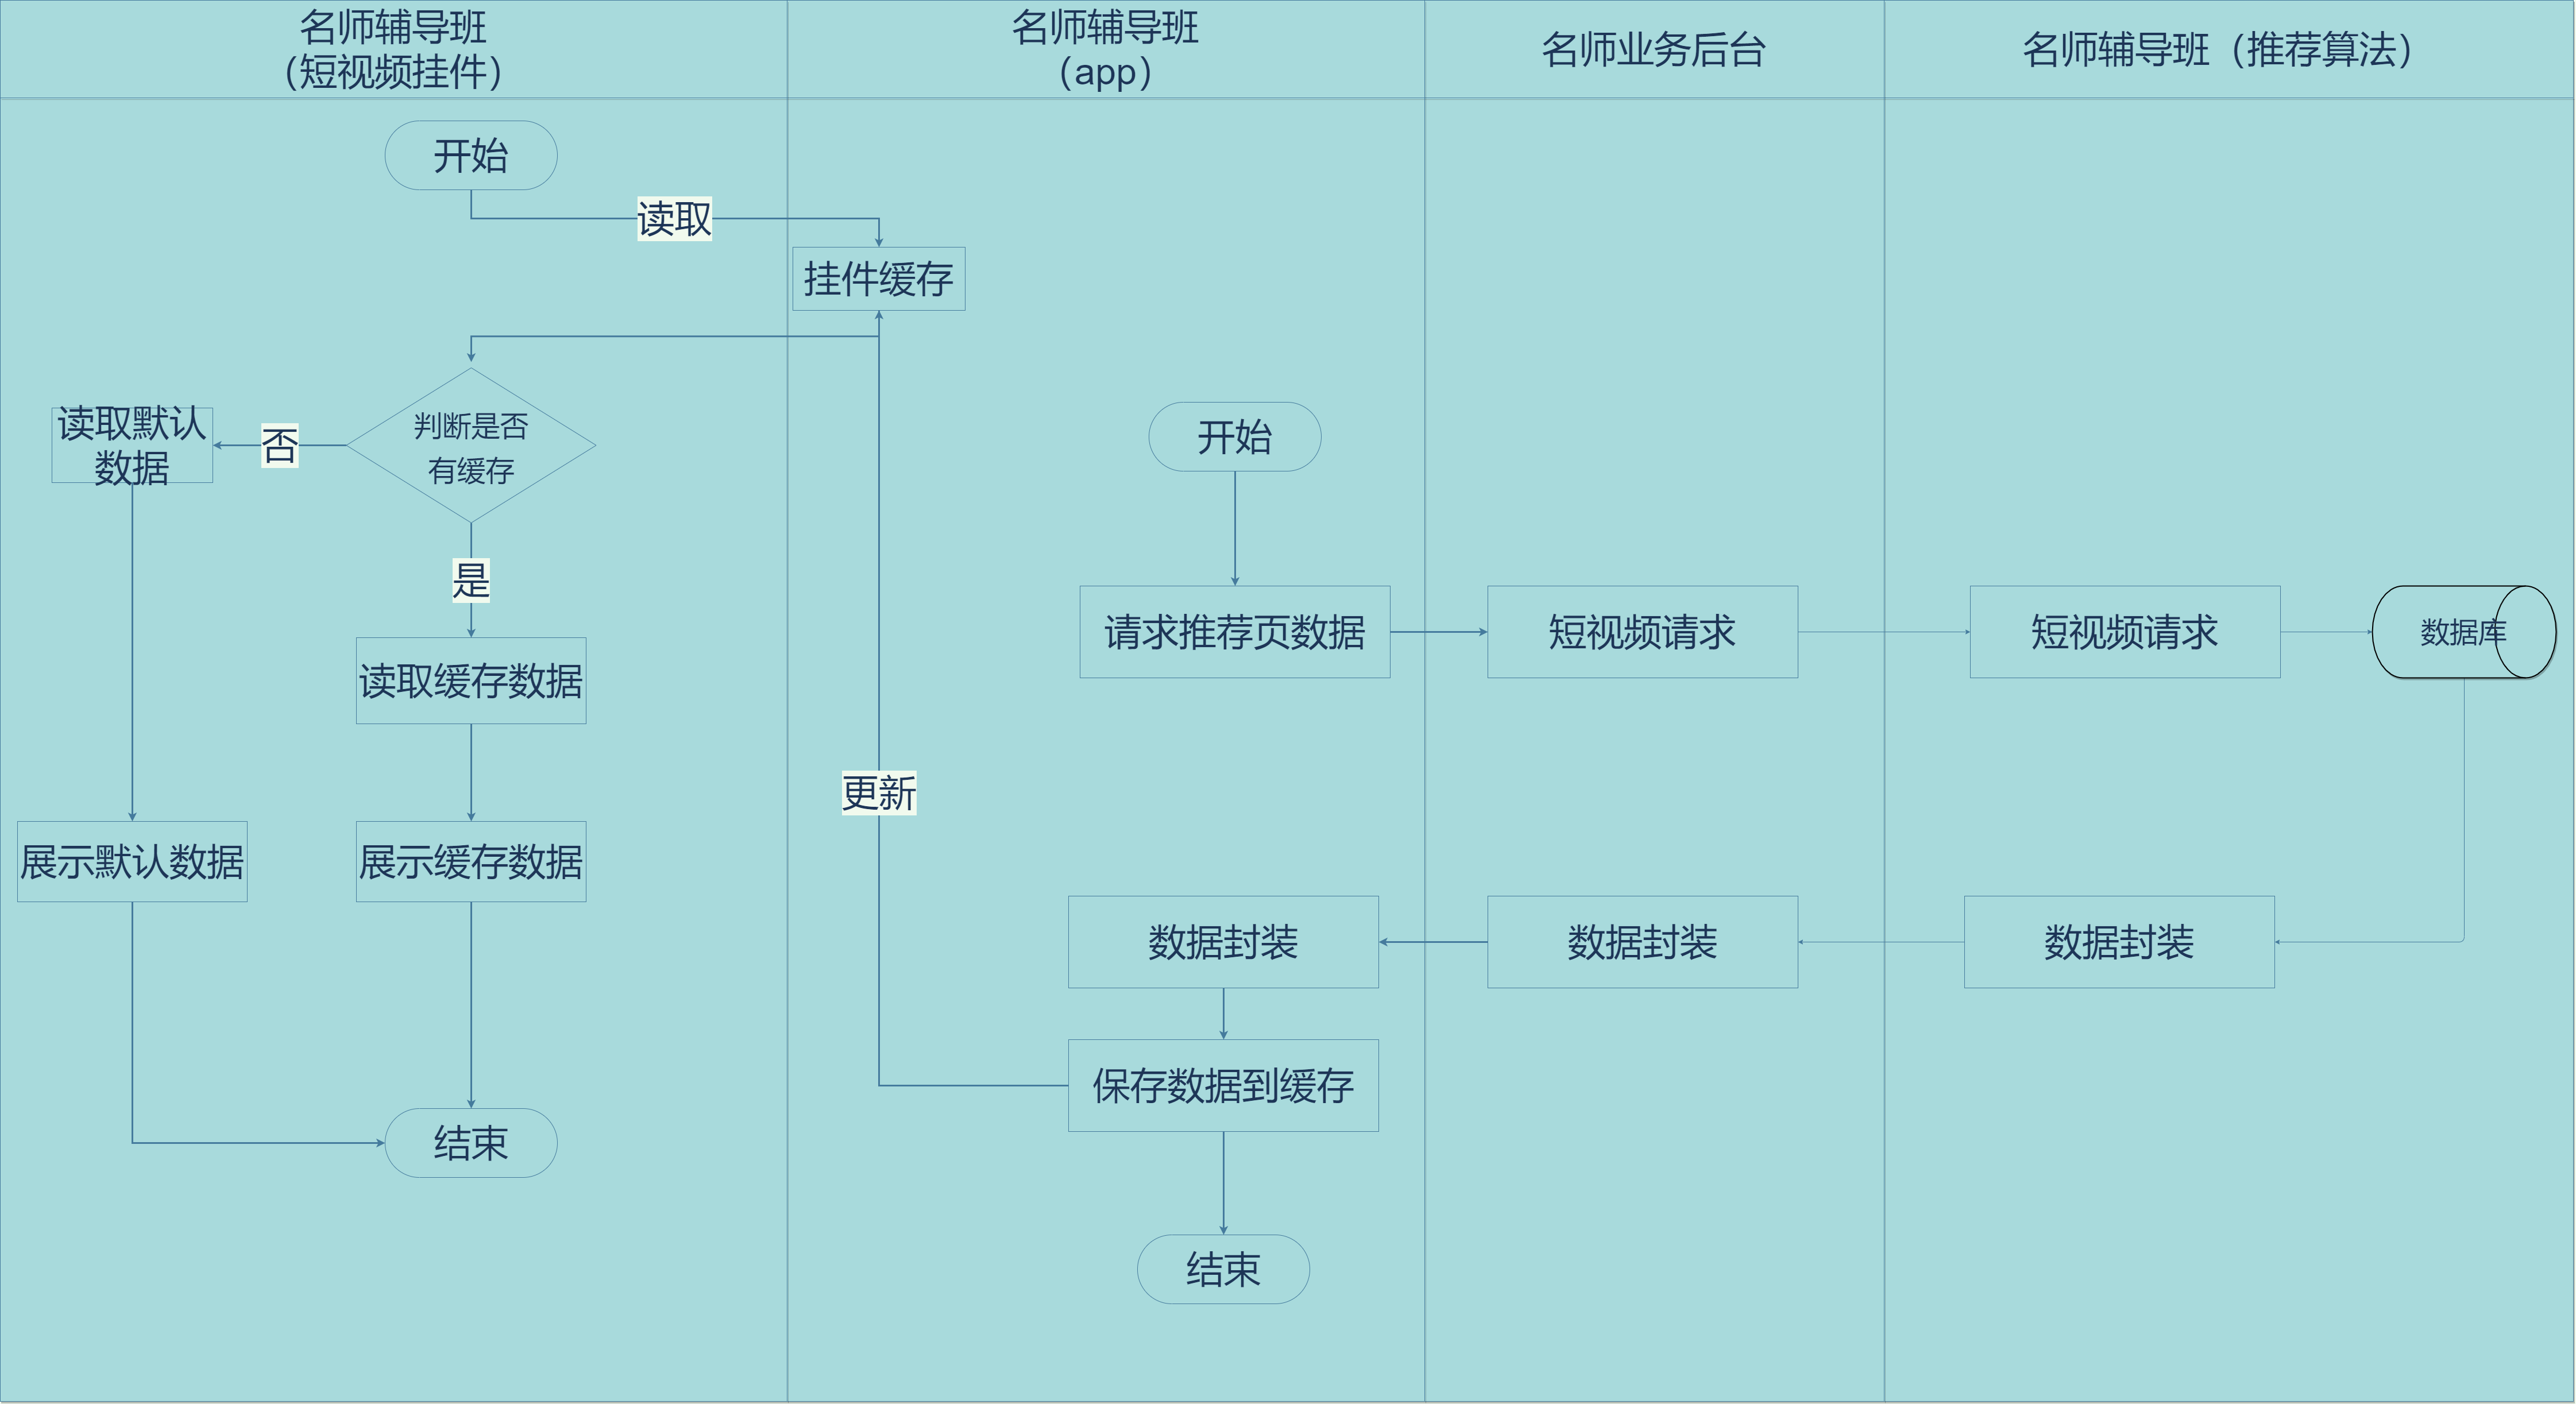 名师辅导班
（短视频挂件）
名师辅导班
（app）
名师业务后台
名师辅导班（推荐算法）
开始
读取
挂件缓存
判断是否
有缓存
否
读取默认
数据
是
读取缓存数据
展示默认数据
展示缓存数据
结束
开始
请求推荐页数据
短视频请求
短视频请求
数据库
更新
数据封装
数据封装
数据封装
保存数据到缓存
结束